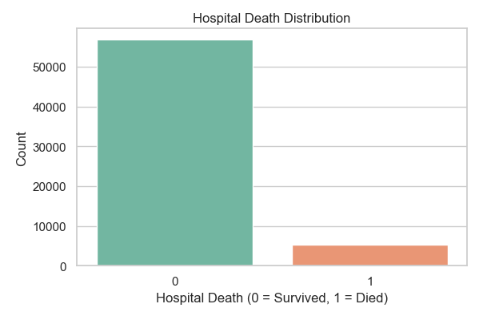 Hospital Death Distribution
50000
40000
30000
20000
10000
0
Count
0 1
Hospital Death (0 = Survived, 1 = Died)